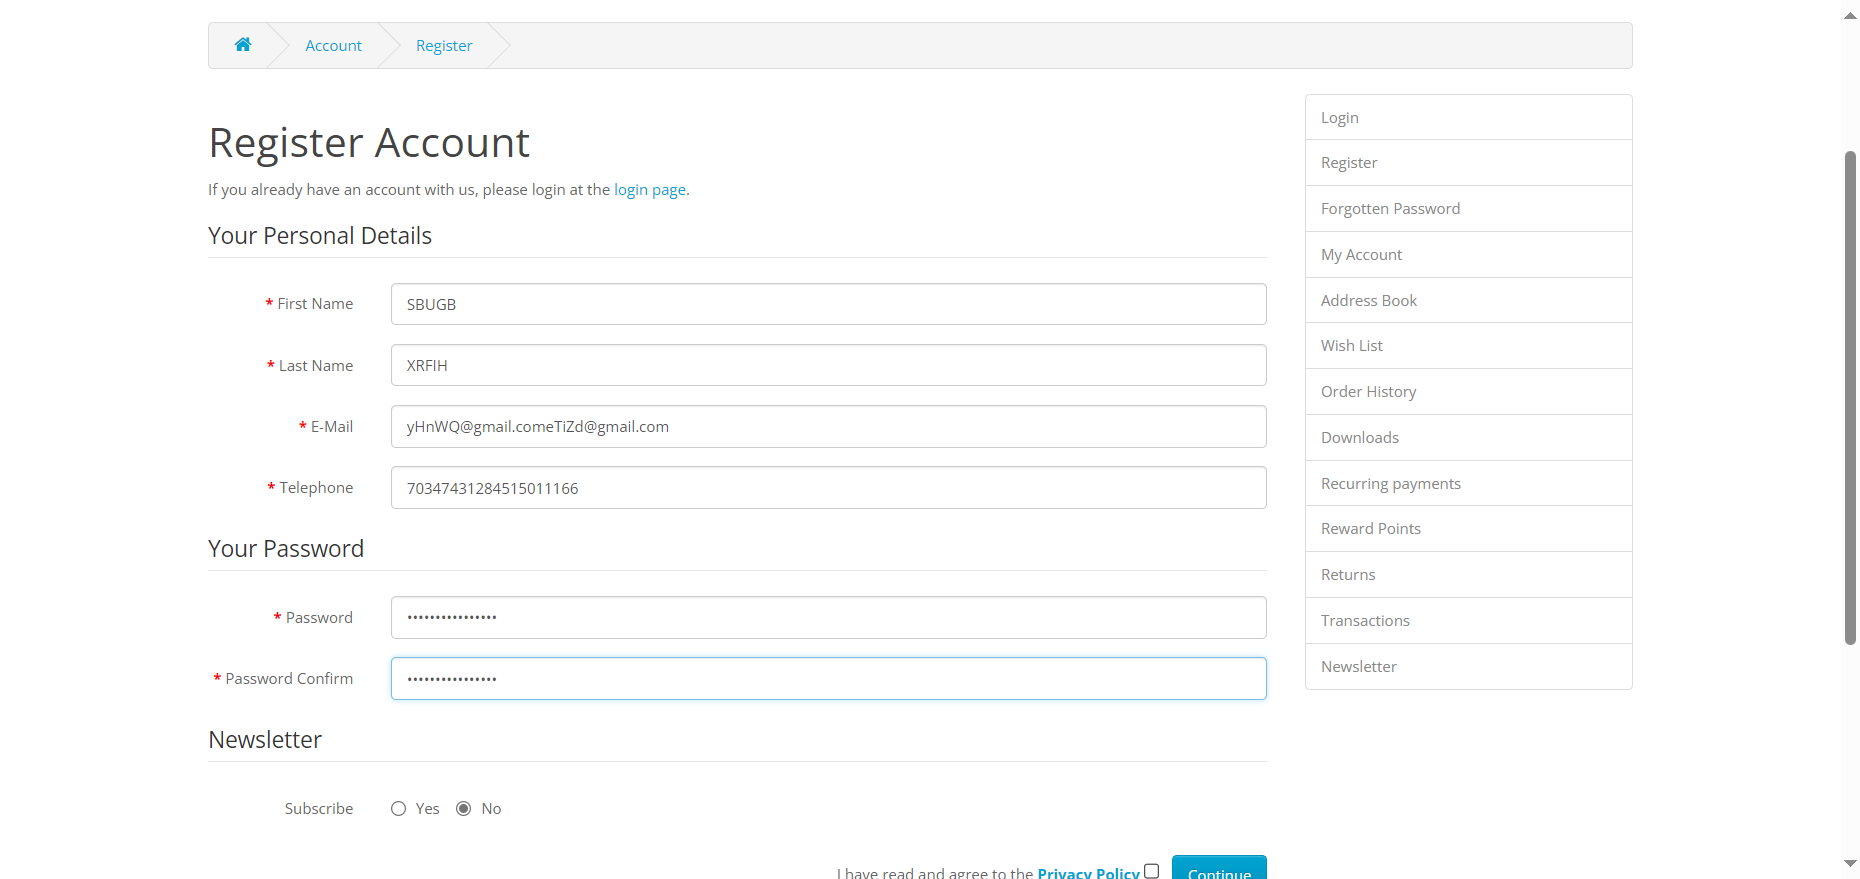 Account
Register
Register Account
If you already have an account with us, please login at the login page.
Your Personal Details
* First Name
SBUGB
* Last Name
XRFIH
* E-Mail
yHnWQ@gmail.comeTiZd@gmail.com
* Telephone
70347431284515011166
Your Password
* Password
••••••••••••••••
* Password Confirm
••••••••••••••••
Newsletter
Subscribe
Yes
No
I have read and agree to the Privacy Policy
Continue
Login
Register
Forgotten Password
My Account
Address Book
Wish List
Order History
Downloads
Recurring payments
Reward Points
Returns
Transactions
Newsletter